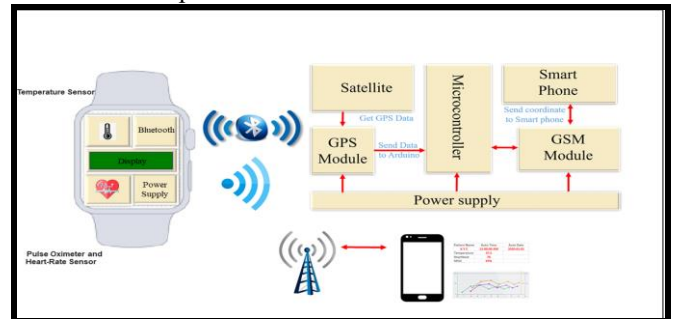 Temperature Sensor
Bluetooth
Display
Power
Supply
Pulse Oximeter and
Heart-Rate Sensor
Satellite
Get GPS Data
GPS
Module
Send Data
to Arduino
Microcontroller
Smart
Phone
Send coordinate
to Smart phone
GSM
Module
Power supply